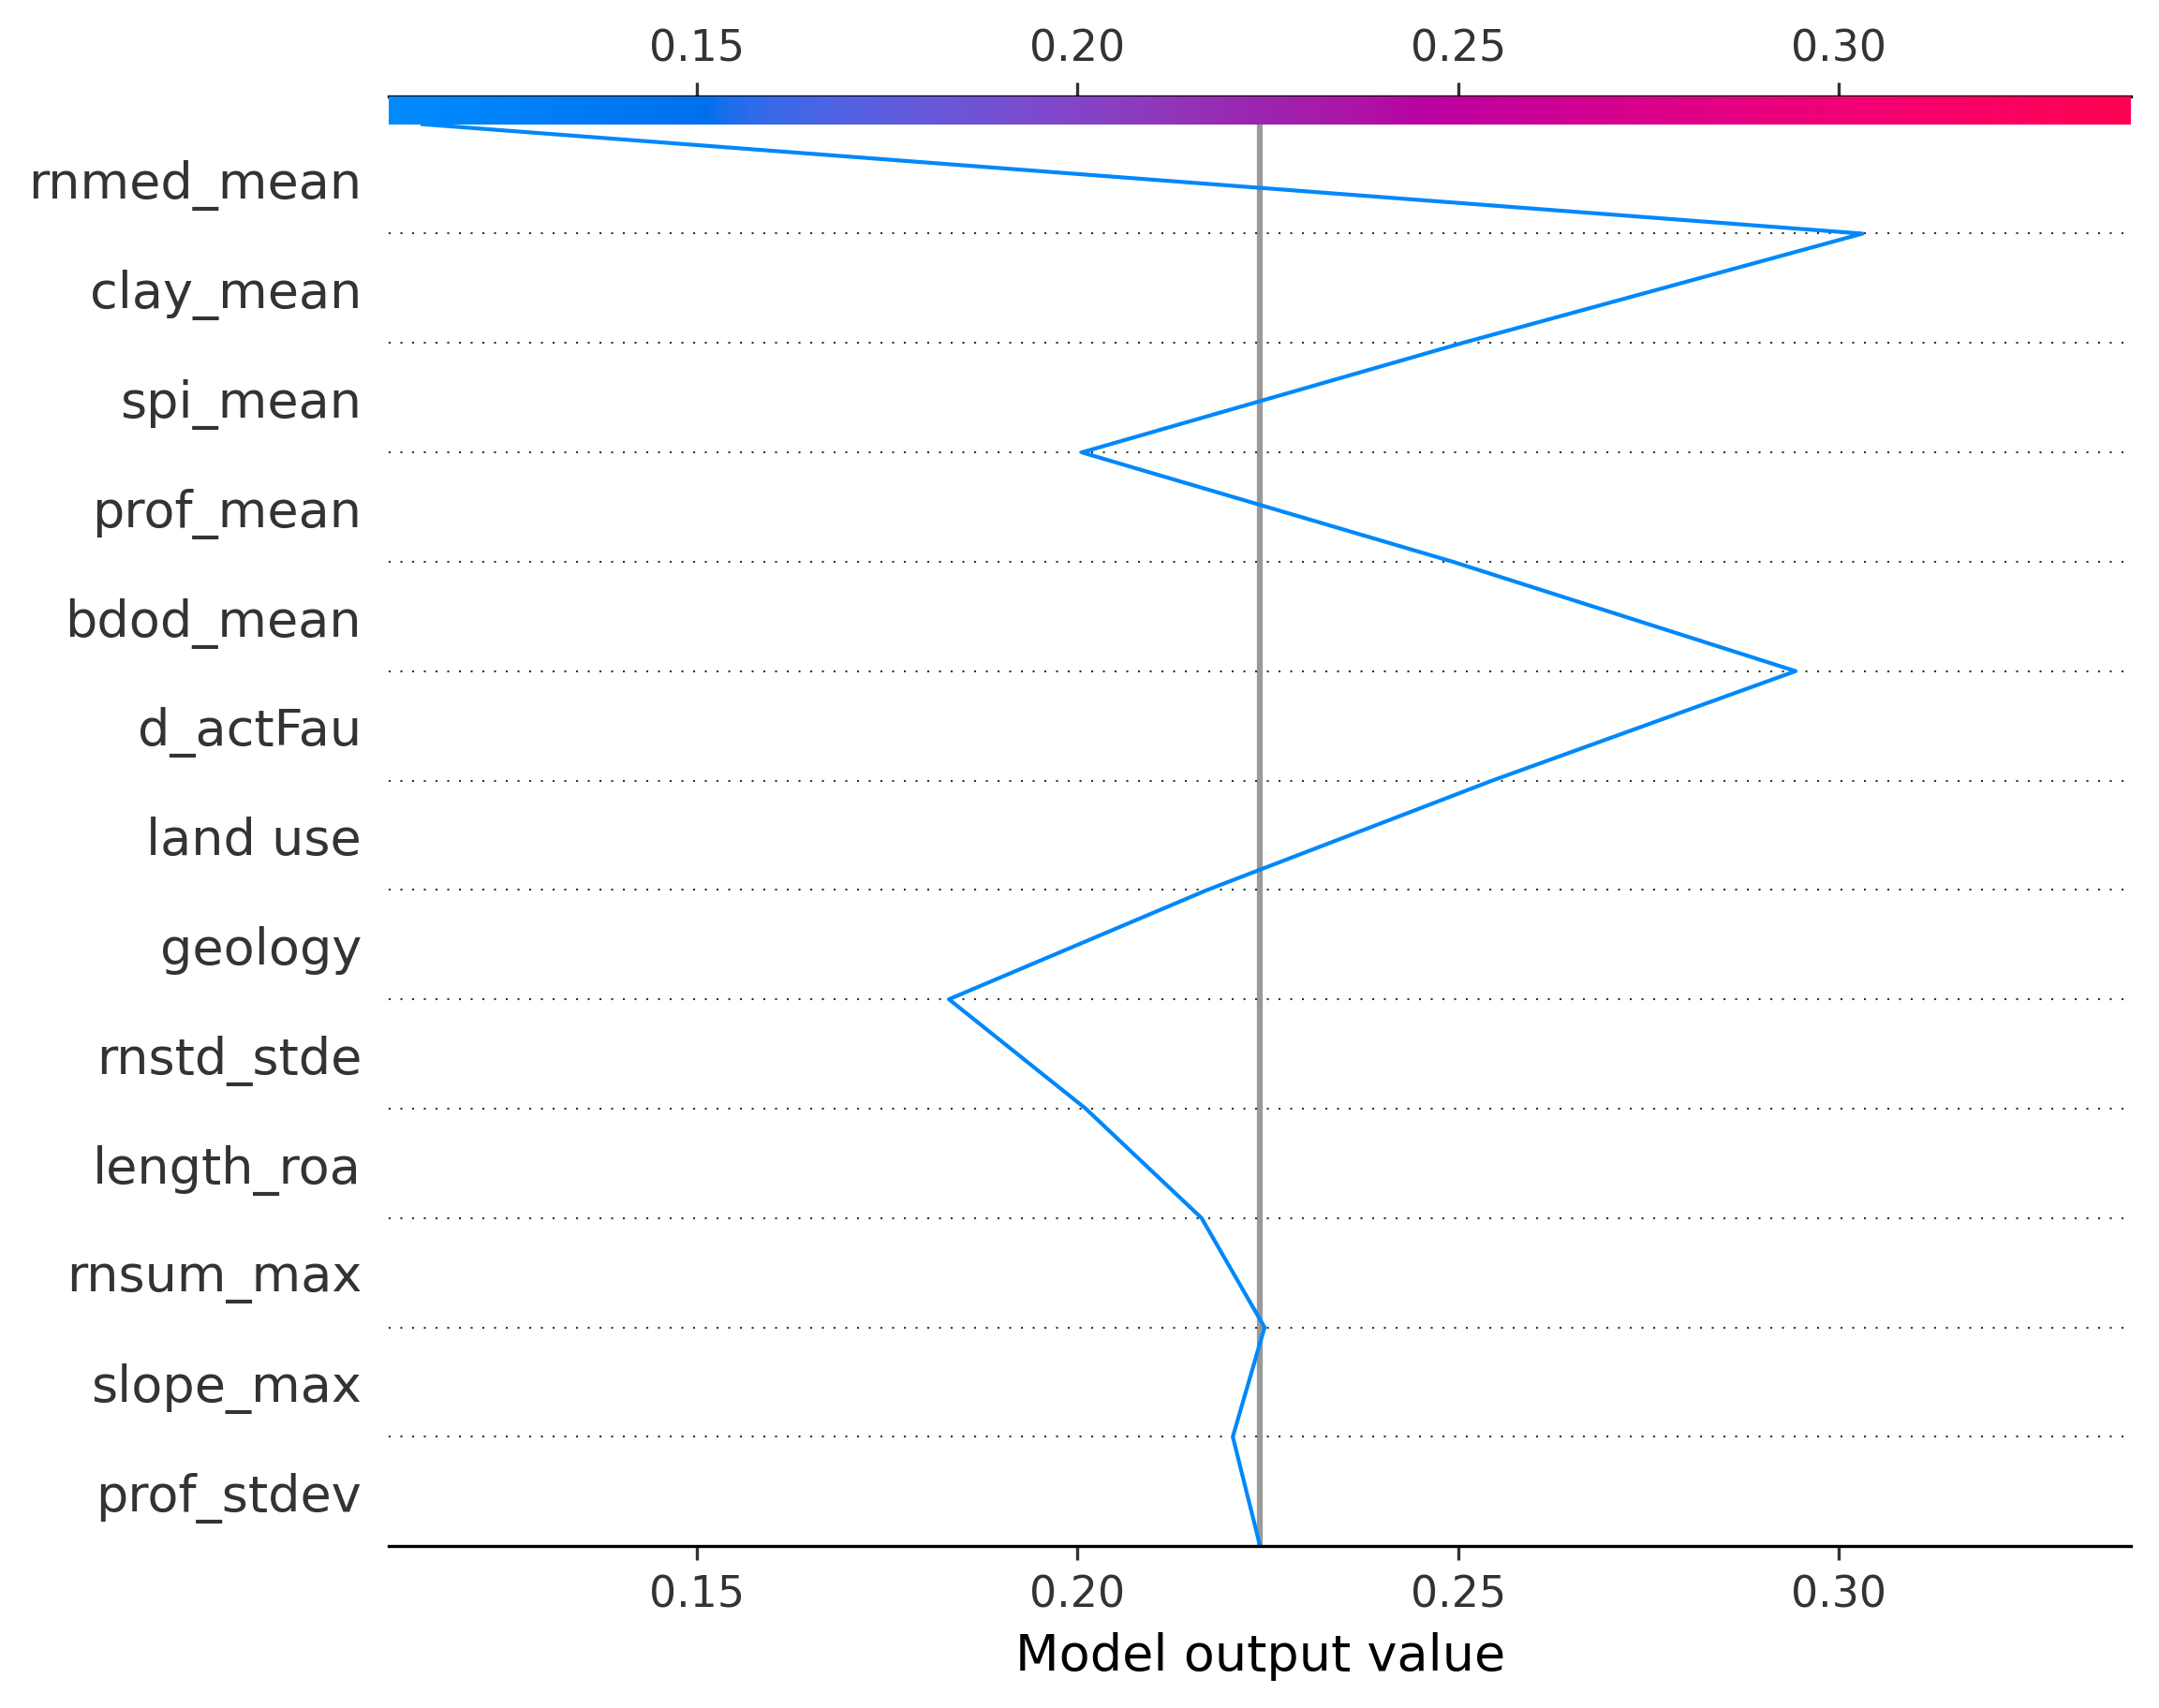 0.15 0.20 0.25 0.30
rnmed_mean
clay_mean
spi_mean
prof_mean
bdod_mean
d_actFau
land use
geology
rnstd_stde
length_roa
rnsum_max
slope_max
prof_stdev
0.15 0.20 0.25 0.30
Model output value